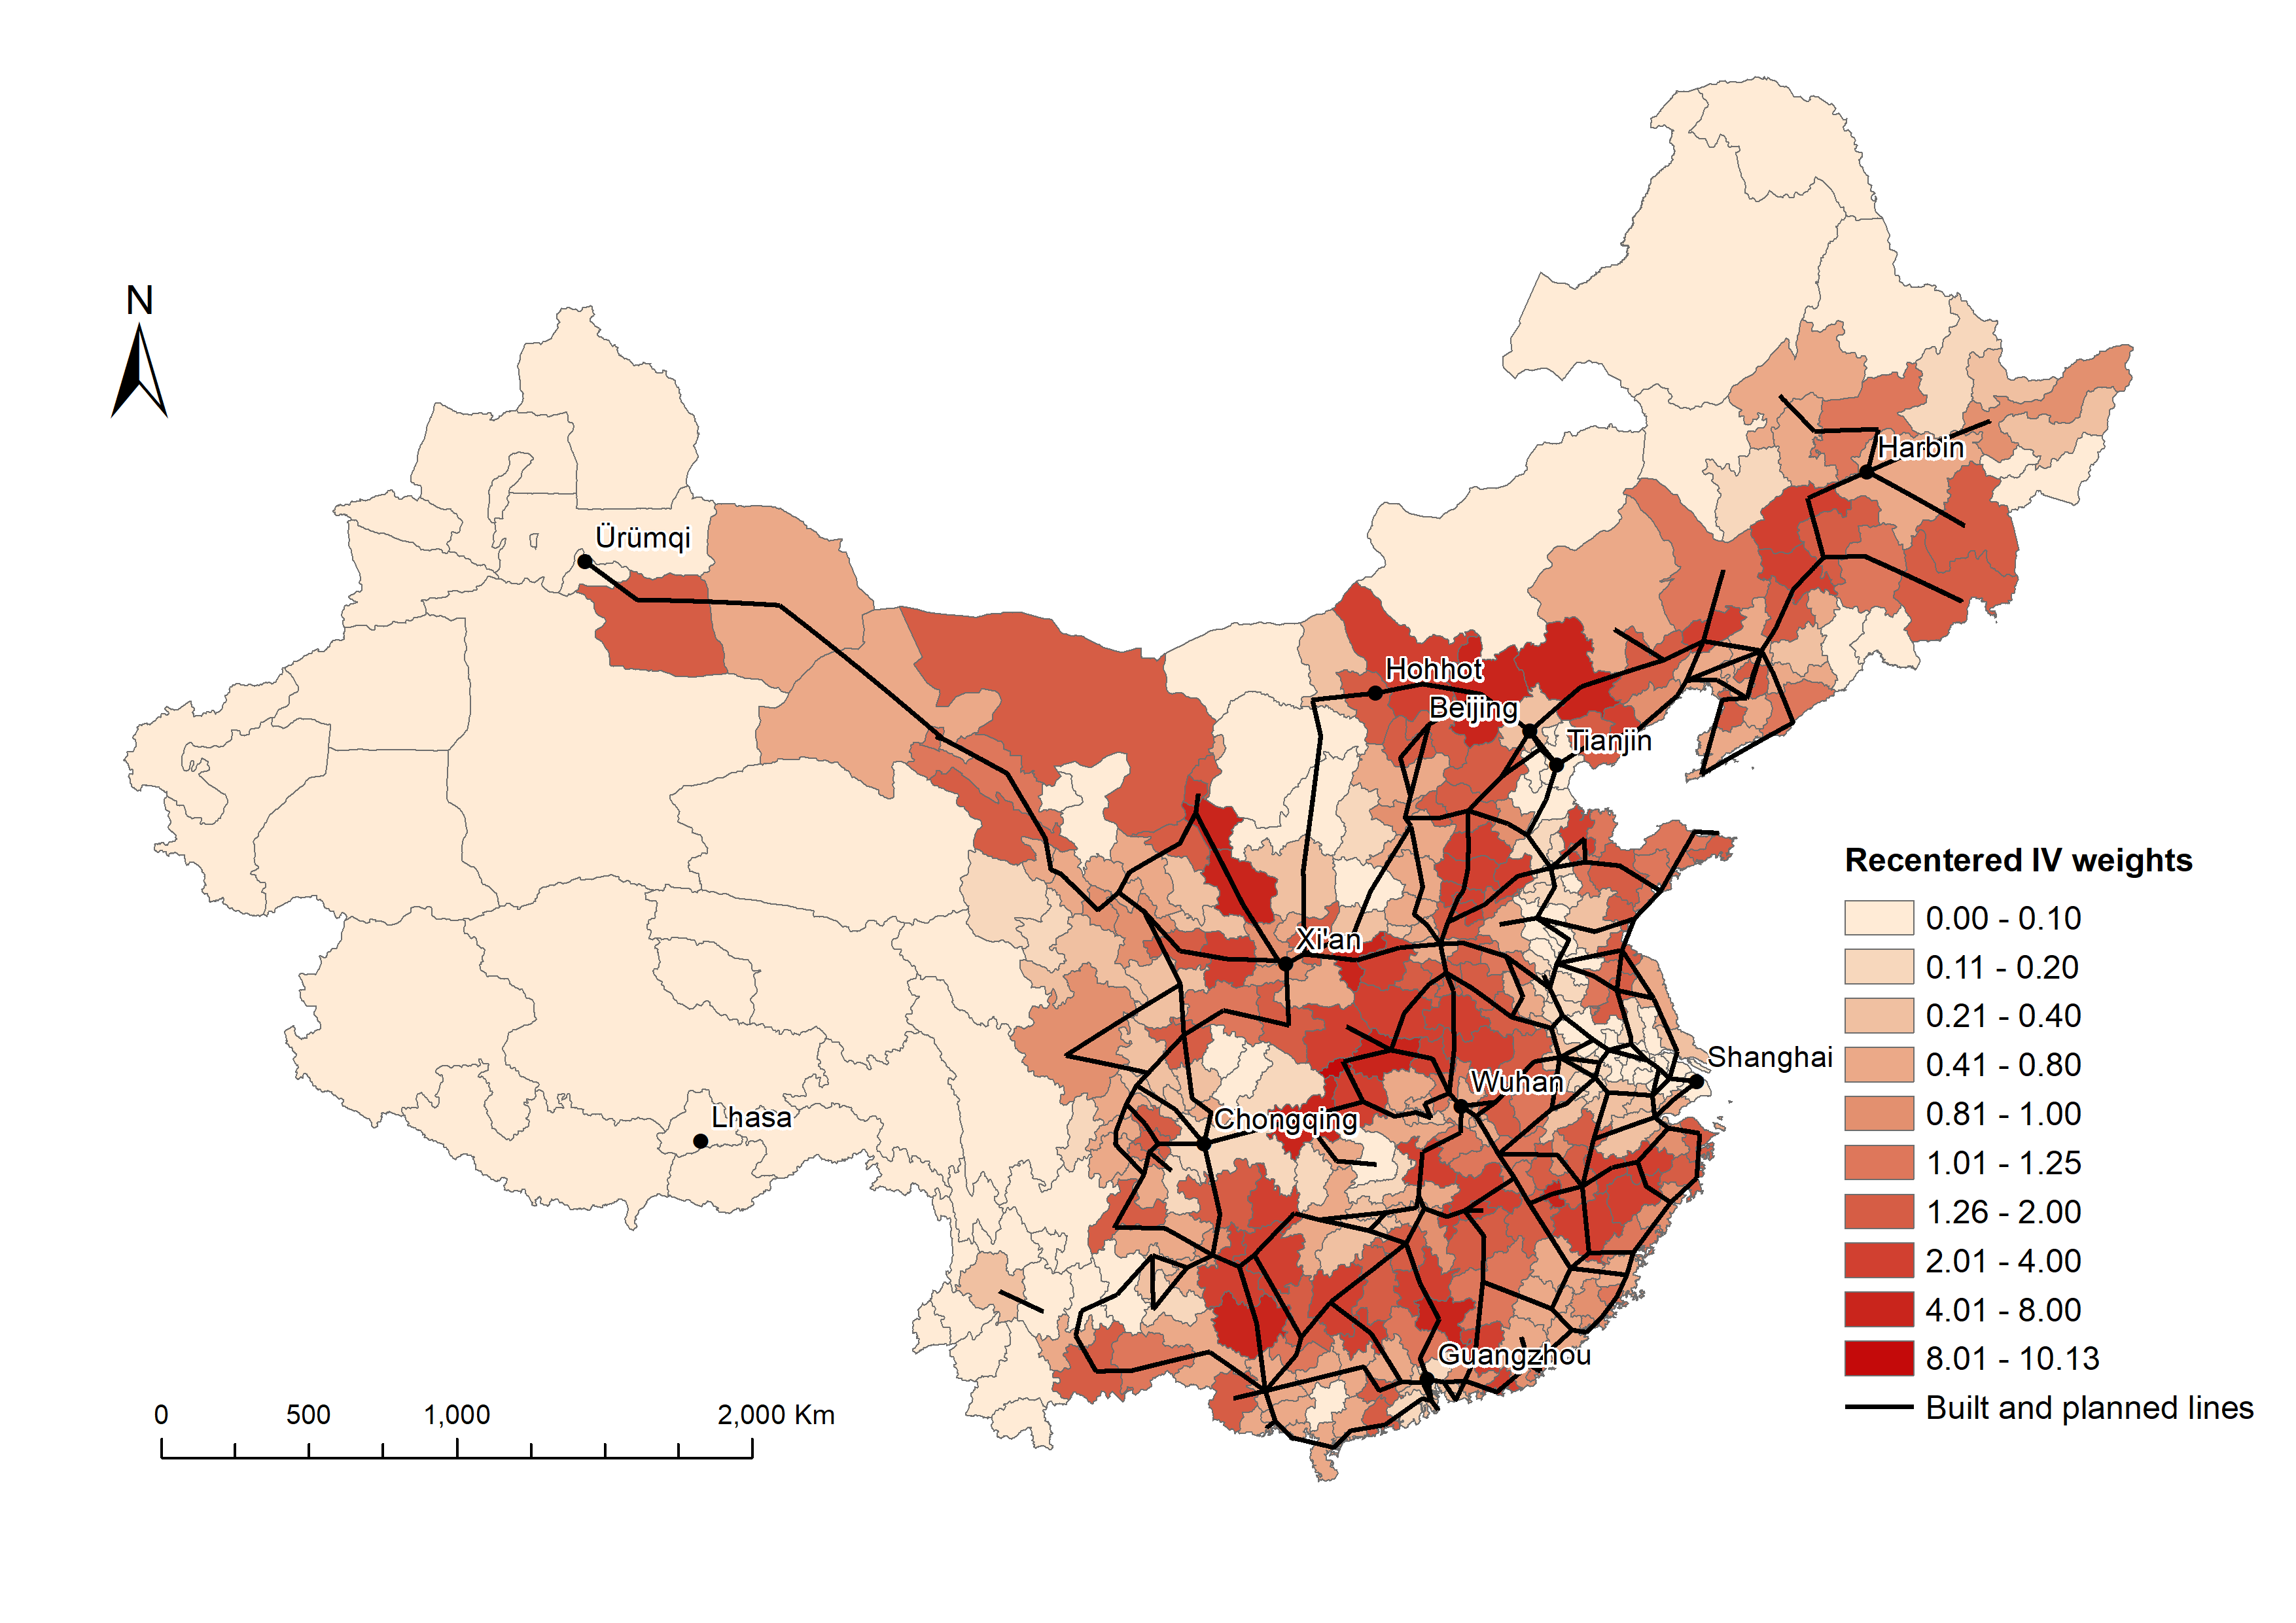 N
Harbin
Ürümqi
Hohhot
Beijing
Tianjin
Recentered IV weights
0.00 - 0.10
Xi'an
0.11 - 0.20
0.21 - 0.40
Shanghai
0.41 - 0.80
Wuhan
Lhasa
Chongqing
0.81 - 1.00
1.01 - 1.25
1.26 - 2.00
2.01 - 4.00
4.01 - 8.00
Guangzhou
8.01 - 10.13
0 500 1,000 2,000 Km
Built and planned lines